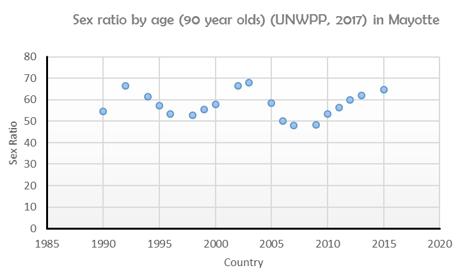 Sex ratio by age (90 year olds) (UNWPP, 2017) in Mayotte
80
70
60
50
40
30
20
10
0
Sex Ratio
1985 1990 1995 2000 2005 2010 2015 2020
Country